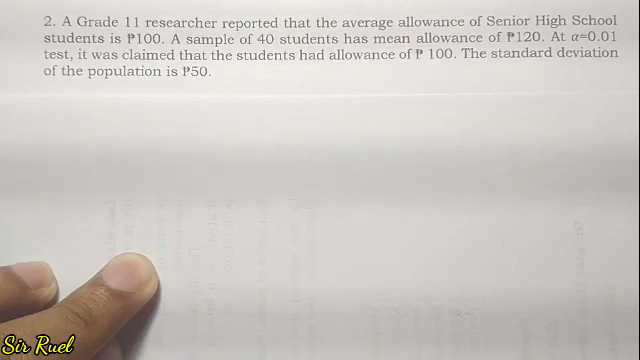 2. A Grade 11 researcher reported that the average allowance of Senior High School
students is ₱100. A sample of 40 students has mean allowance of ₱120. At α=0.01
test, it was claimed that the students had allowance of ₱ 100. The standard deviation
of the population is ₱50.
Sir Ruel